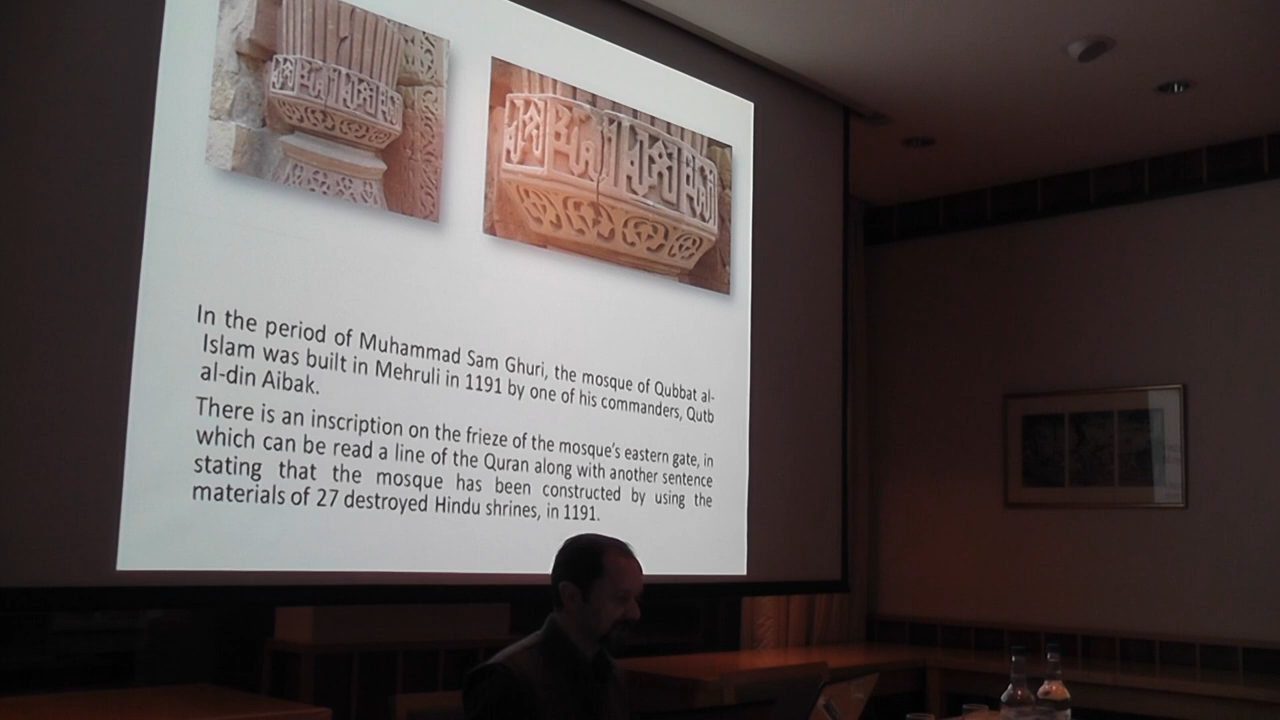 In the period of Muhammad Sam Ghuri, the mosque of Qubbat al-
Islam was built in Mehruli in 1191 by one of his commanders, Qutb
al-din Aibak.
There is an inscription on the frieze of the mosque's eastern gate, in
which can be read a line of the Quran along with another sentence
stating that the mosque has been constructed by using the
materials of 27 destroyed Hindu shrines, in 1191.